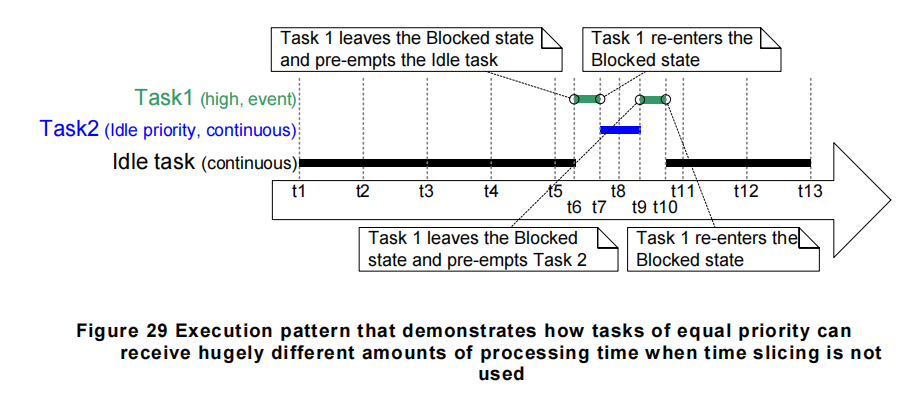 Task 1 leaves the Blocked state
and pre-empts the Idle task
Task 1 re-enters the
Blocked state
Task1 (high, event)
Task2 (Idle priority, continuous)
Idle task (continuous)
t1 t2 t3 t4 t5 t8 t11 t12 t13
t6 t7 t9 t10
Task 1 leaves the Blocked
state and pre-empts Task 2
Task 1 re-enters the
Blocked state
Figure 29 Execution pattern that demonstrates how tasks of equal priority can
receive hugely different amounts of processing time when time slicing is not
used